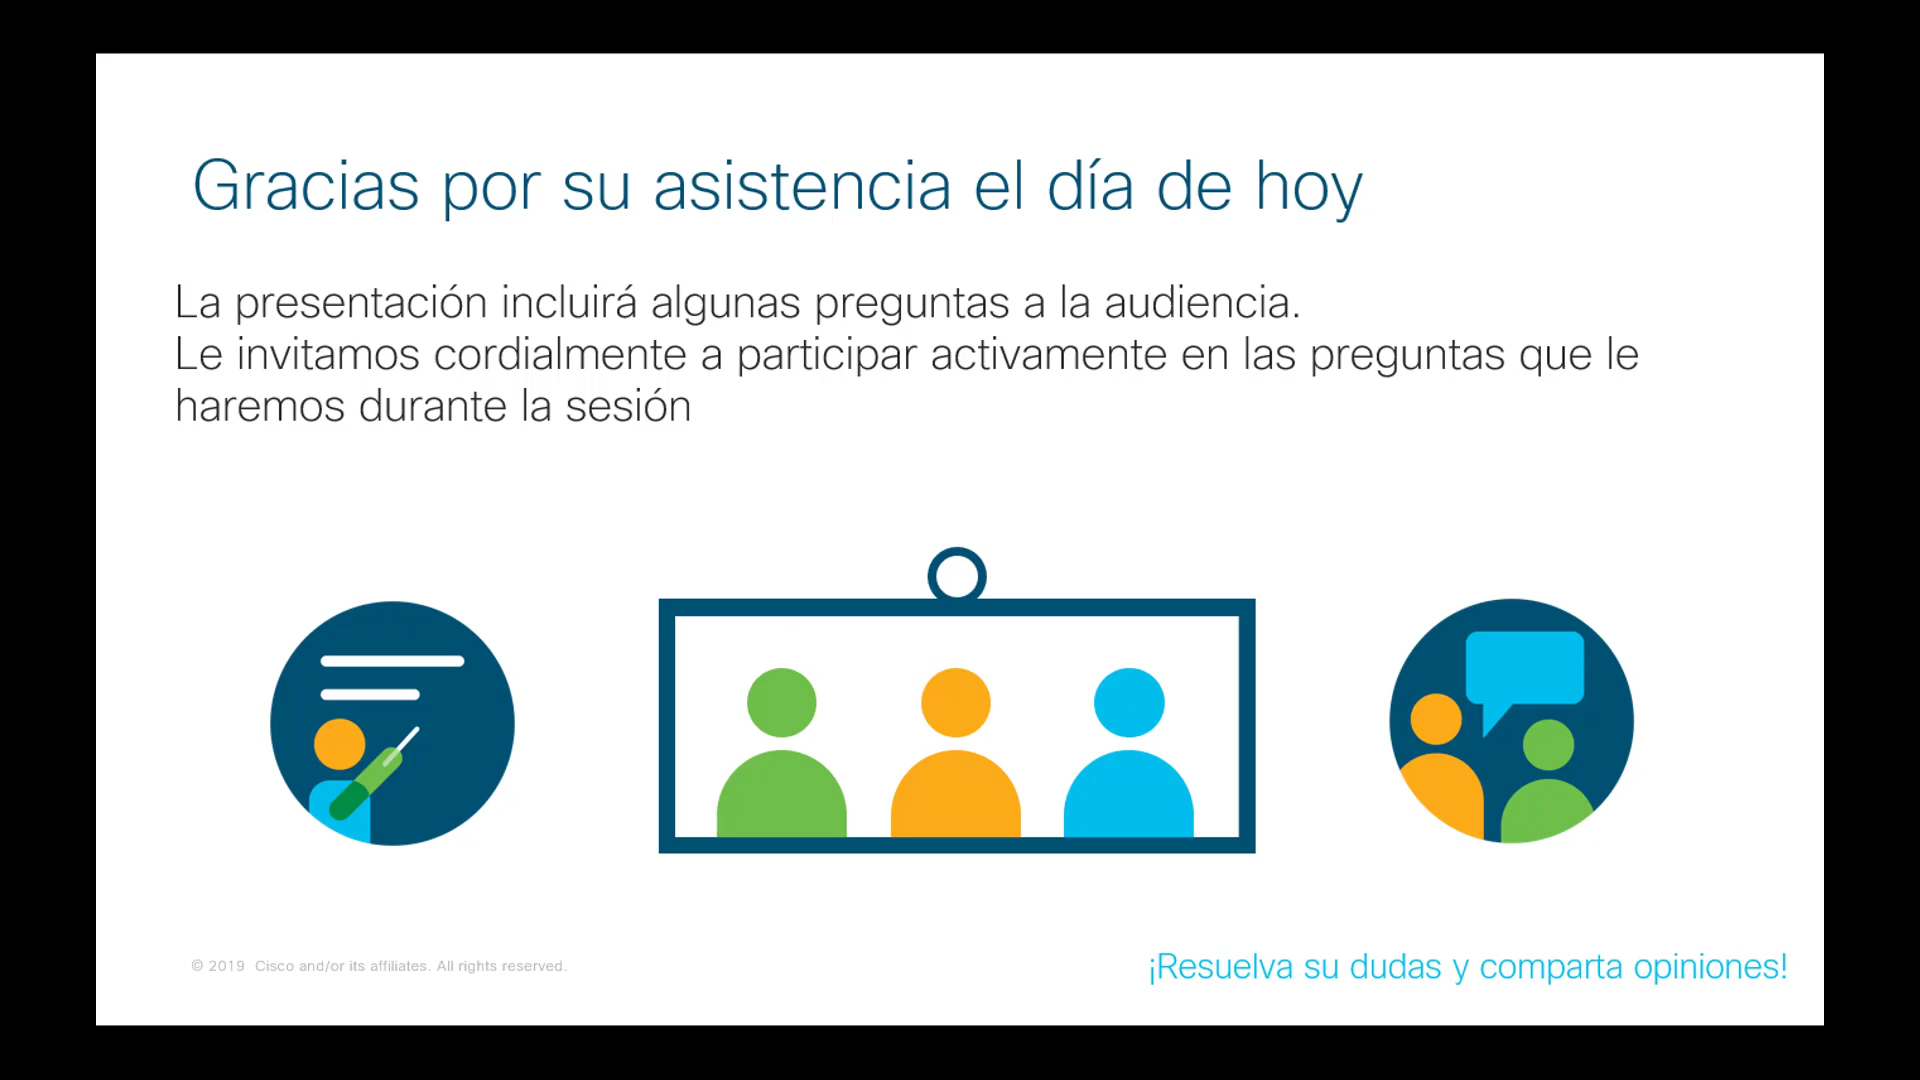 Gracias por su asistencia el día de hoy
La presentación incluirá algunas preguntas a la audiencia.
Le invitamos cordialmente a participar activamente en las preguntas que le
haremos durante la sesión
© 2019 Cisco and/or its affiliates. All rights reserved.
¡Resuelva su dudas y comparta opiniones!